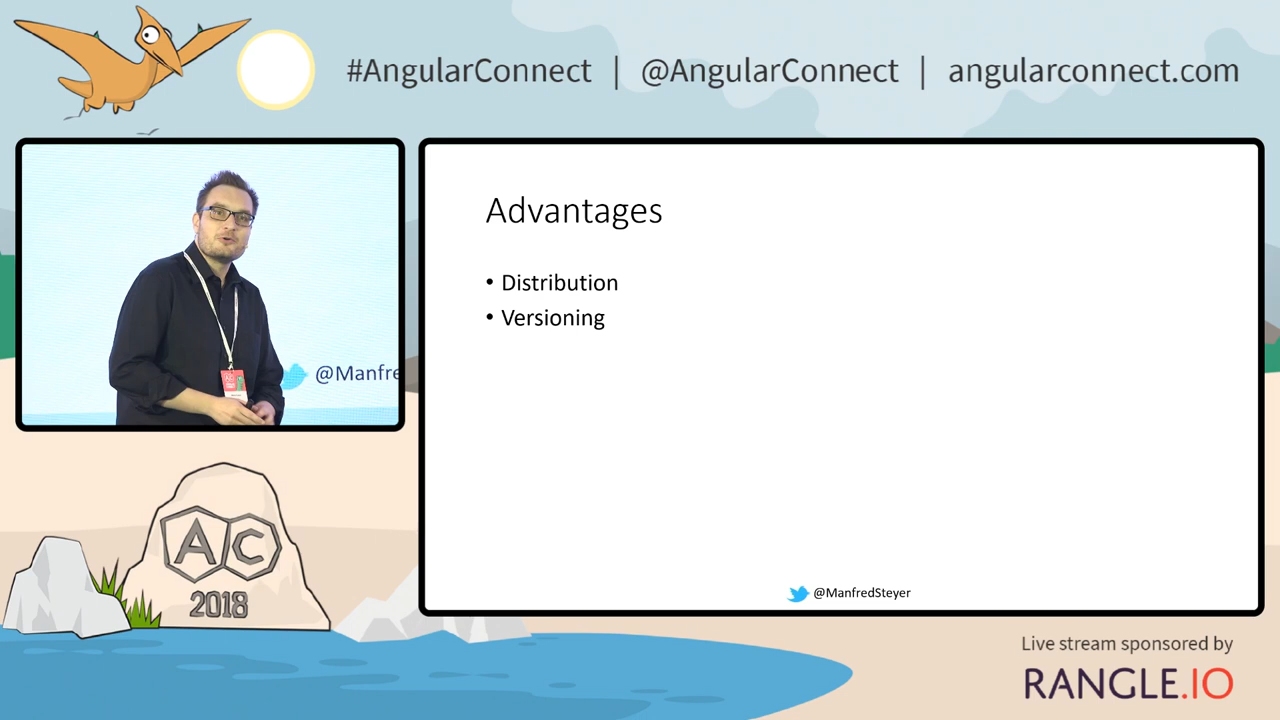 #AngularConnect | @AngularConnect | angularconnect.com
@Manfre
Advantages
• Distribution
• Versioning
@ManfredSteyer
AC
2018
Live stream sponsored by
RANGLE.IO